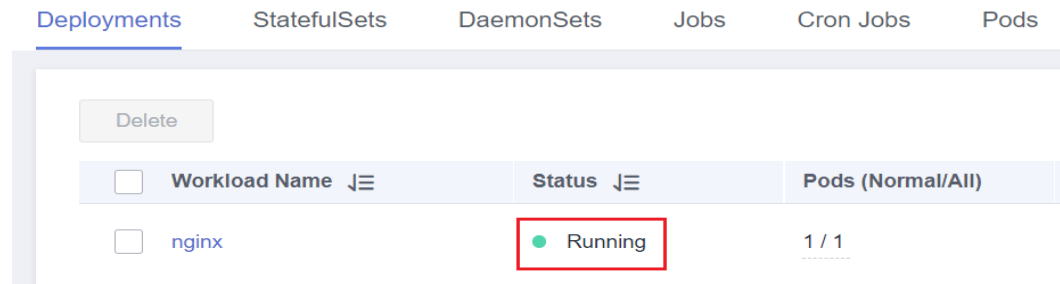 Deployments StatefulSets DaemonSets Jobs Cron Jobs Pods
Delete
Workload Name Status Pods (Normal/All)
nginx Running 1 / 1